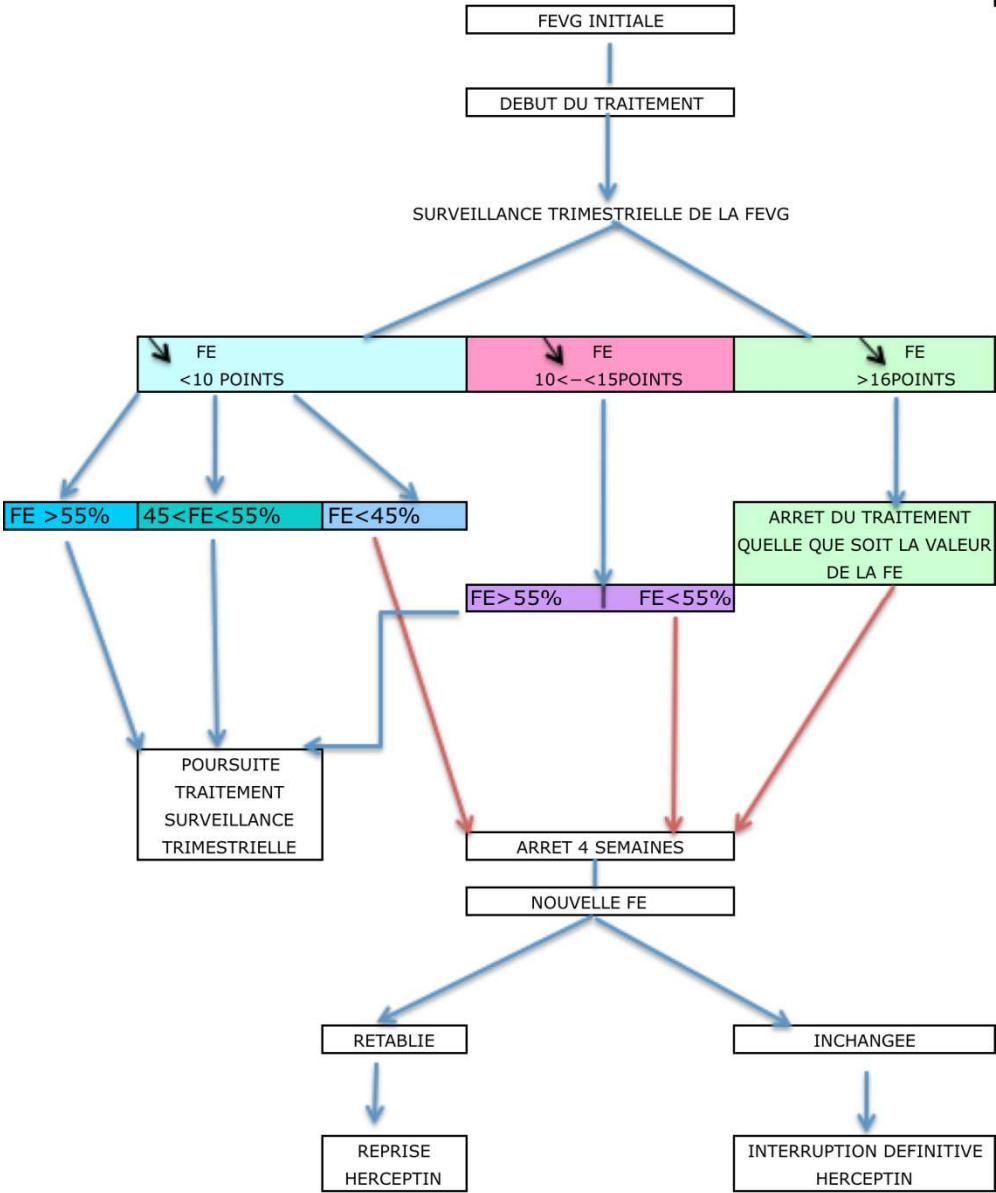 FEVG INITIALE
DEBUT DU TRAITEMENT
SURVEILLANCE TRIMESTRIELLE DE LA FEVG
FE
<10 POINTS
FE
10<−<15POINTS
FE
>16POINTS
FE >55%
45<FE<55%
FE<45%
ARRET DU TRAITEMENT
QUELLE QUE SOIT LA VALEUR
DE LA FE
FE>55%
FE<55%
POURSUITE
TRAITEMENT
SURVEILLANCE
TRIMESTRIELLE
ARRET 4 SEMAINES
NOUVELLE FE
RETABLIE
INCHANGEE
REPRISE
HERCEPTIN
INTERRUPTION DEFINITIVE
HERCEPTIN